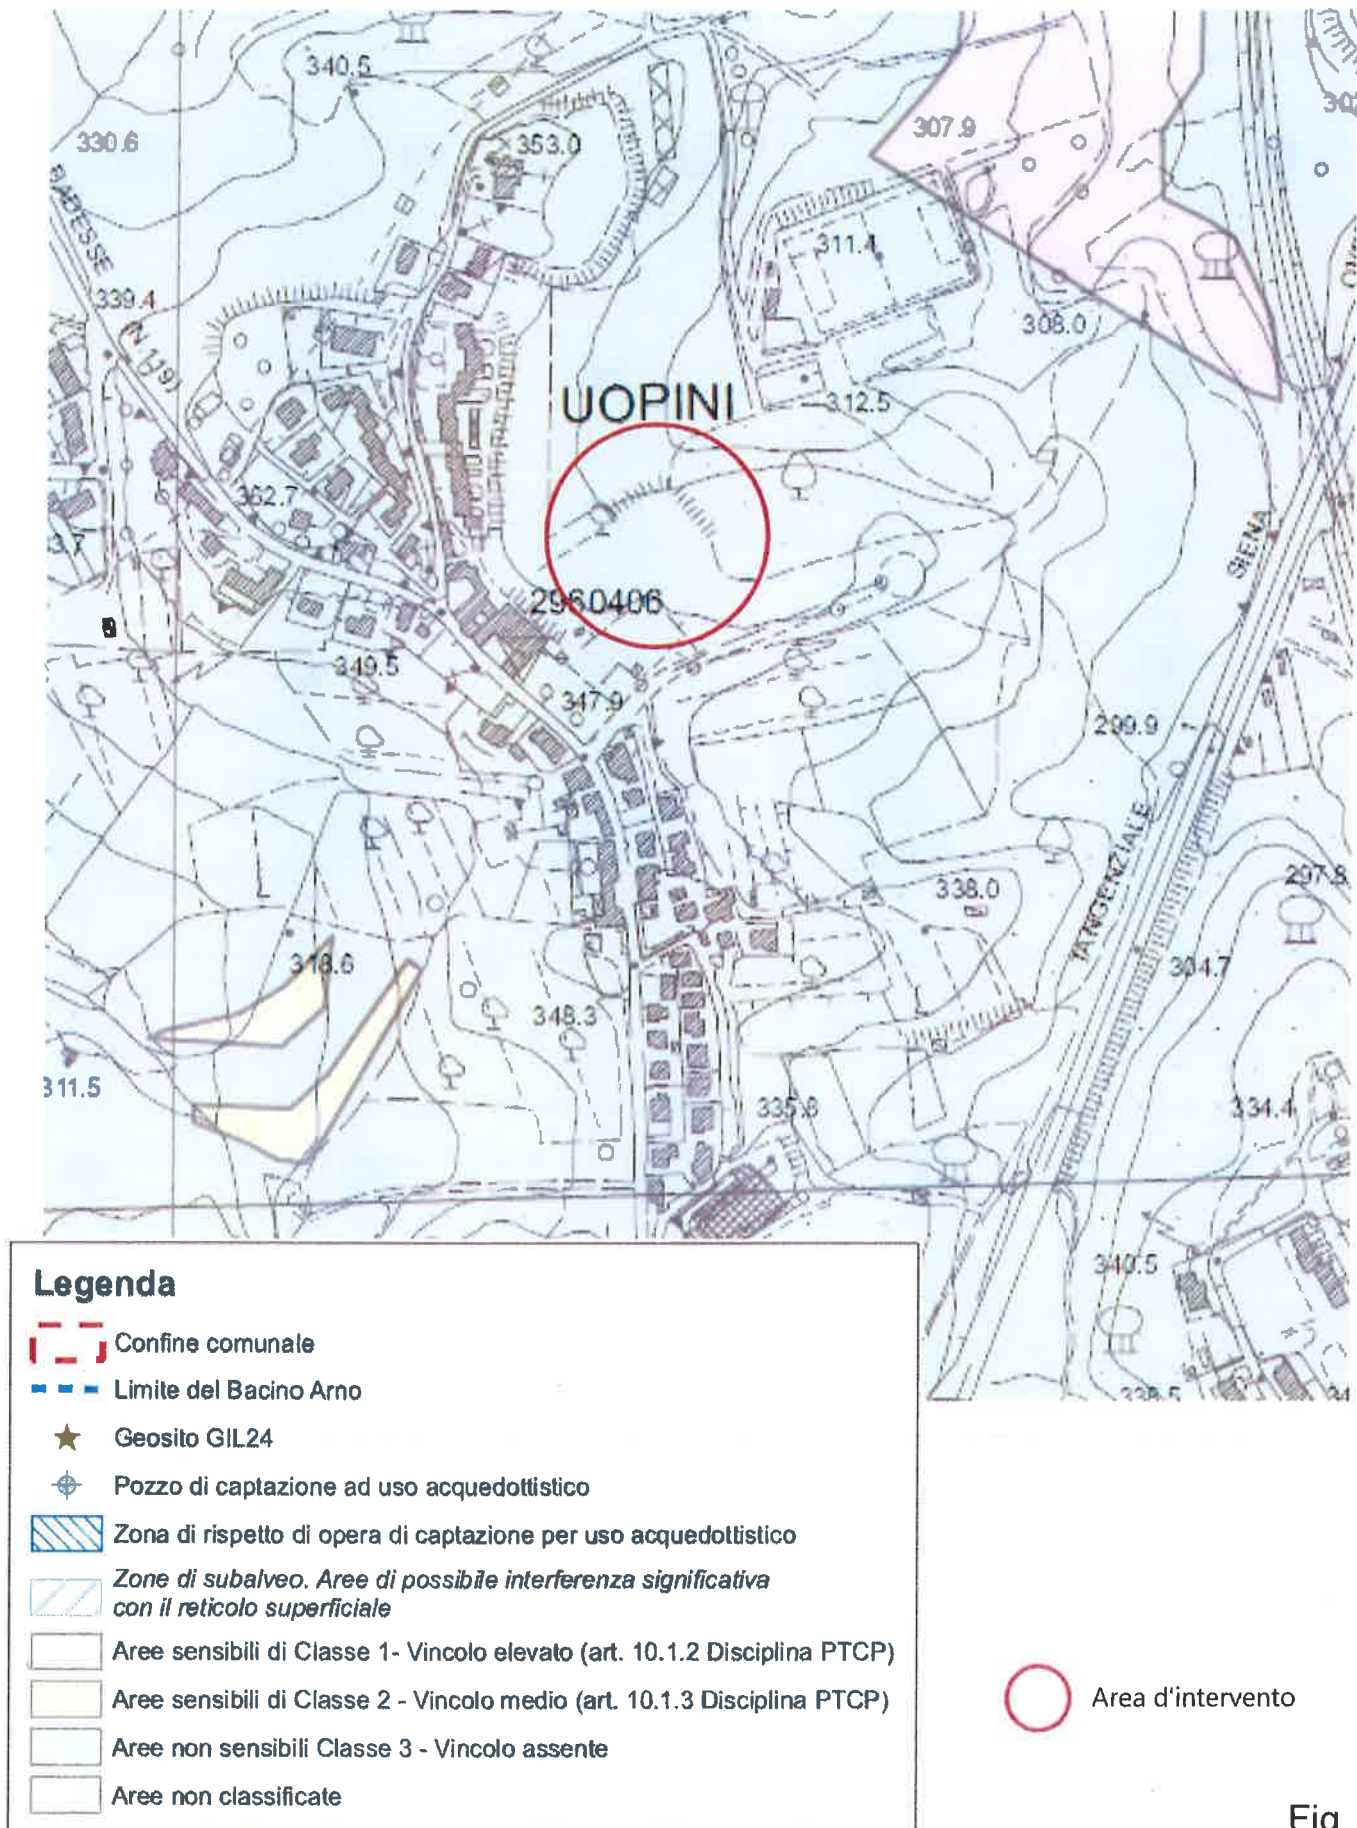 340.5
330.6
353.0
307.9
BADESSE
311.4
339.4
(N 119)
308.0
UOPINI
312.5
362.7
SIENA
2960406
349.5
347.9
299.9
TANGENZIALE
338.0
297.8
318.6
304.7
348.3
311.5
335.8
334.4
340.5
338.5
Legenda
Confine comunale
Limite del Bacino Arno
Geosito GIL24
Pozzo di captazione ad uso acquedottistico
Zona di rispetto di opera di captazione per uso acquedottistico
Zone di subalveo. Aree di possibile interferenza significativa
con il reticolo superficiale
Aree sensibili di Classe 1- Vincolo elevato (art. 10.1.2 Disciplina PTCP)
Aree sensibili di Classe 2 - Vincolo medio (art. 10.1.3 Disciplina PTCP)
Area d'intervento
Aree non sensibili Classe 3 - Vincolo assente
Aree non classificate
Fig